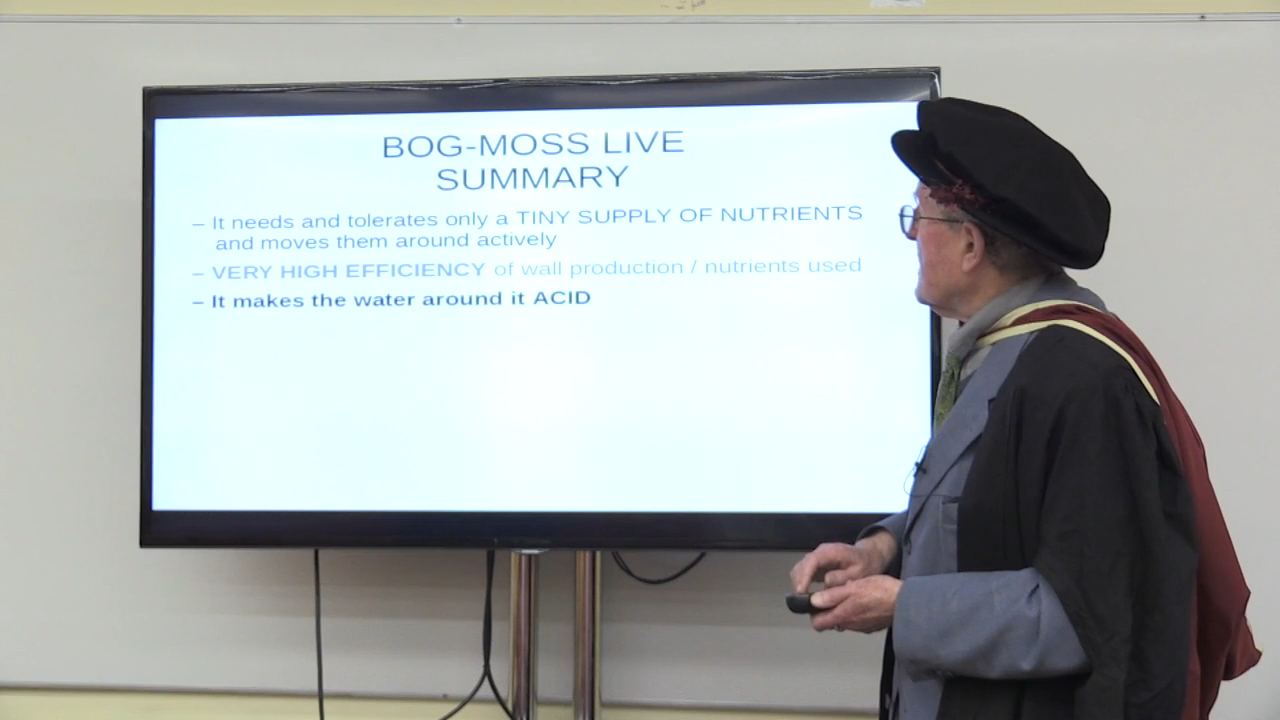 BOG-MOSS LIVE
SUMMARY
– It needs and tolerates only a TINY SUPPLY OF NUTRIENTS
and moves them around actively
– VERY HIGH EFFICIENCY of wall production / nutrients used
– It makes the water around it ACID